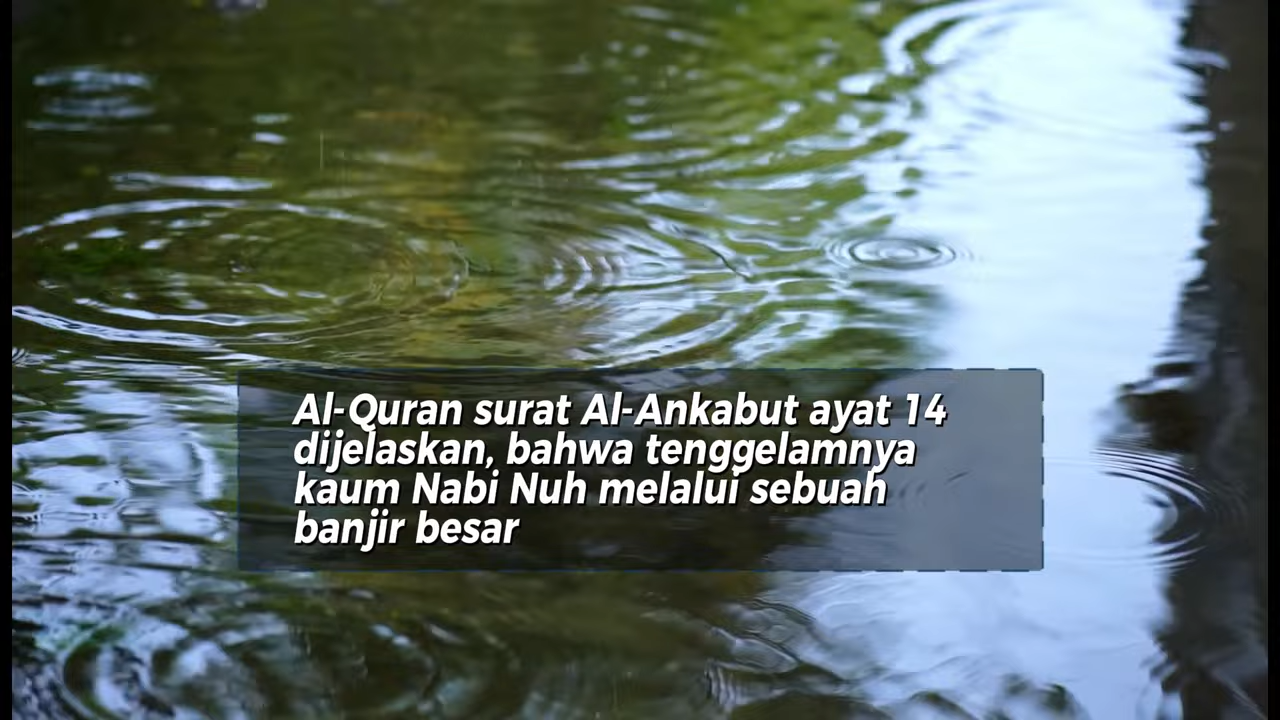 Al-Quran surat Al-Ankabut ayat 14
dijelaskan, bahwa tenggelamnya
kaum Nabi Nuh melalui sebuah
banjir besar